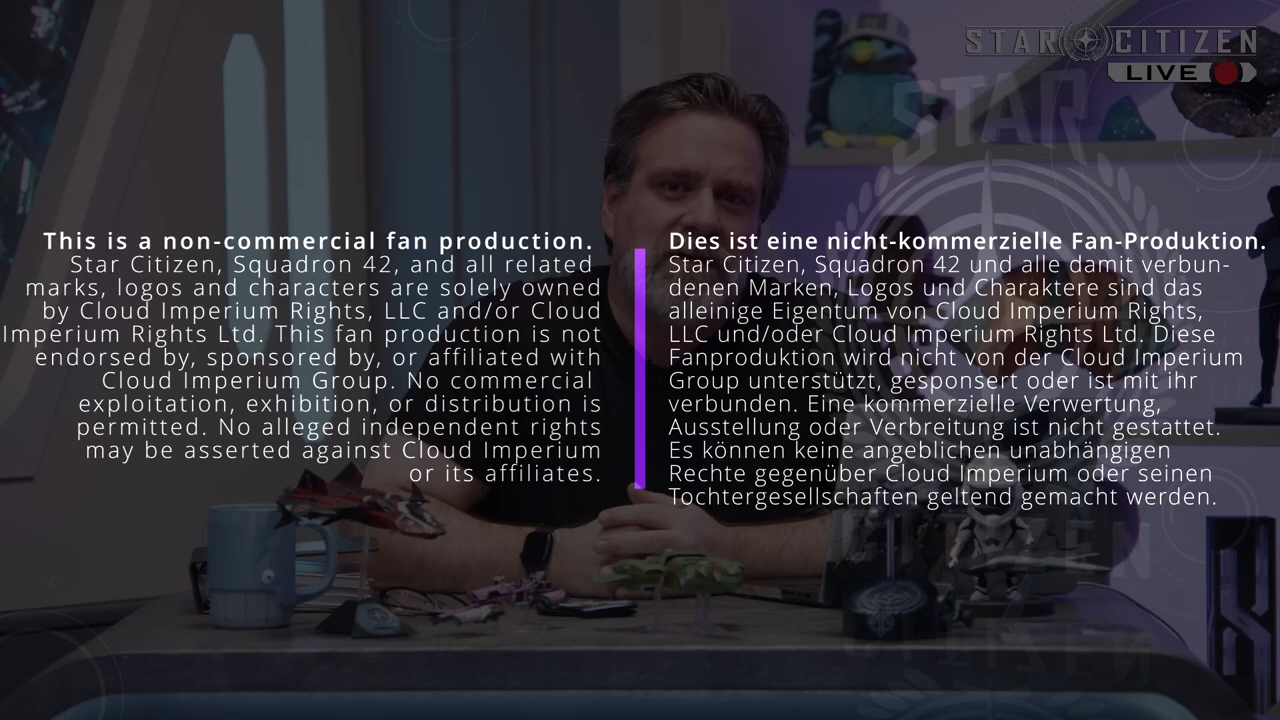 STAR CITIZEN
LIVE
STAR
This is a non-commercial fan production.
Star Citizen, Squadron 42, and all related
marks, logos and characters are solely owned
by Cloud Imperium Rights, LLC and/or Cloud
Imperium Rights Ltd. This fan production is not
endorsed by, sponsored by, or affiliated with
Cloud Imperium Group. No commercial
exploitation, exhibition, or distribution is
permitted. No alleged independent rights
may be asserted against Cloud Imperium
or its affiliates.
Dies ist eine nicht-kommerzielle Fan-Produktion.
Star Citizen, Squadron 42 und alle damit verbun-
denen Marken, Logos und Charaktere sind das
alleinige Eigentum von Cloud Imperium Rights,
LLC und/oder Cloud Imperium Rights Ltd. Diese
Fanproduktion wird nicht von der Cloud Imperium
Group unterstützt, gesponsert oder ist mit ihr
verbunden. Eine kommerzielle Verwertung,
Ausstellung oder Verbreitung ist nicht gestattet.
Es können keine angeblichen unabhängigen
Rechte gegenüber Cloud Imperium oder seinen
Tochtergesellschaften geltend gemacht werden.